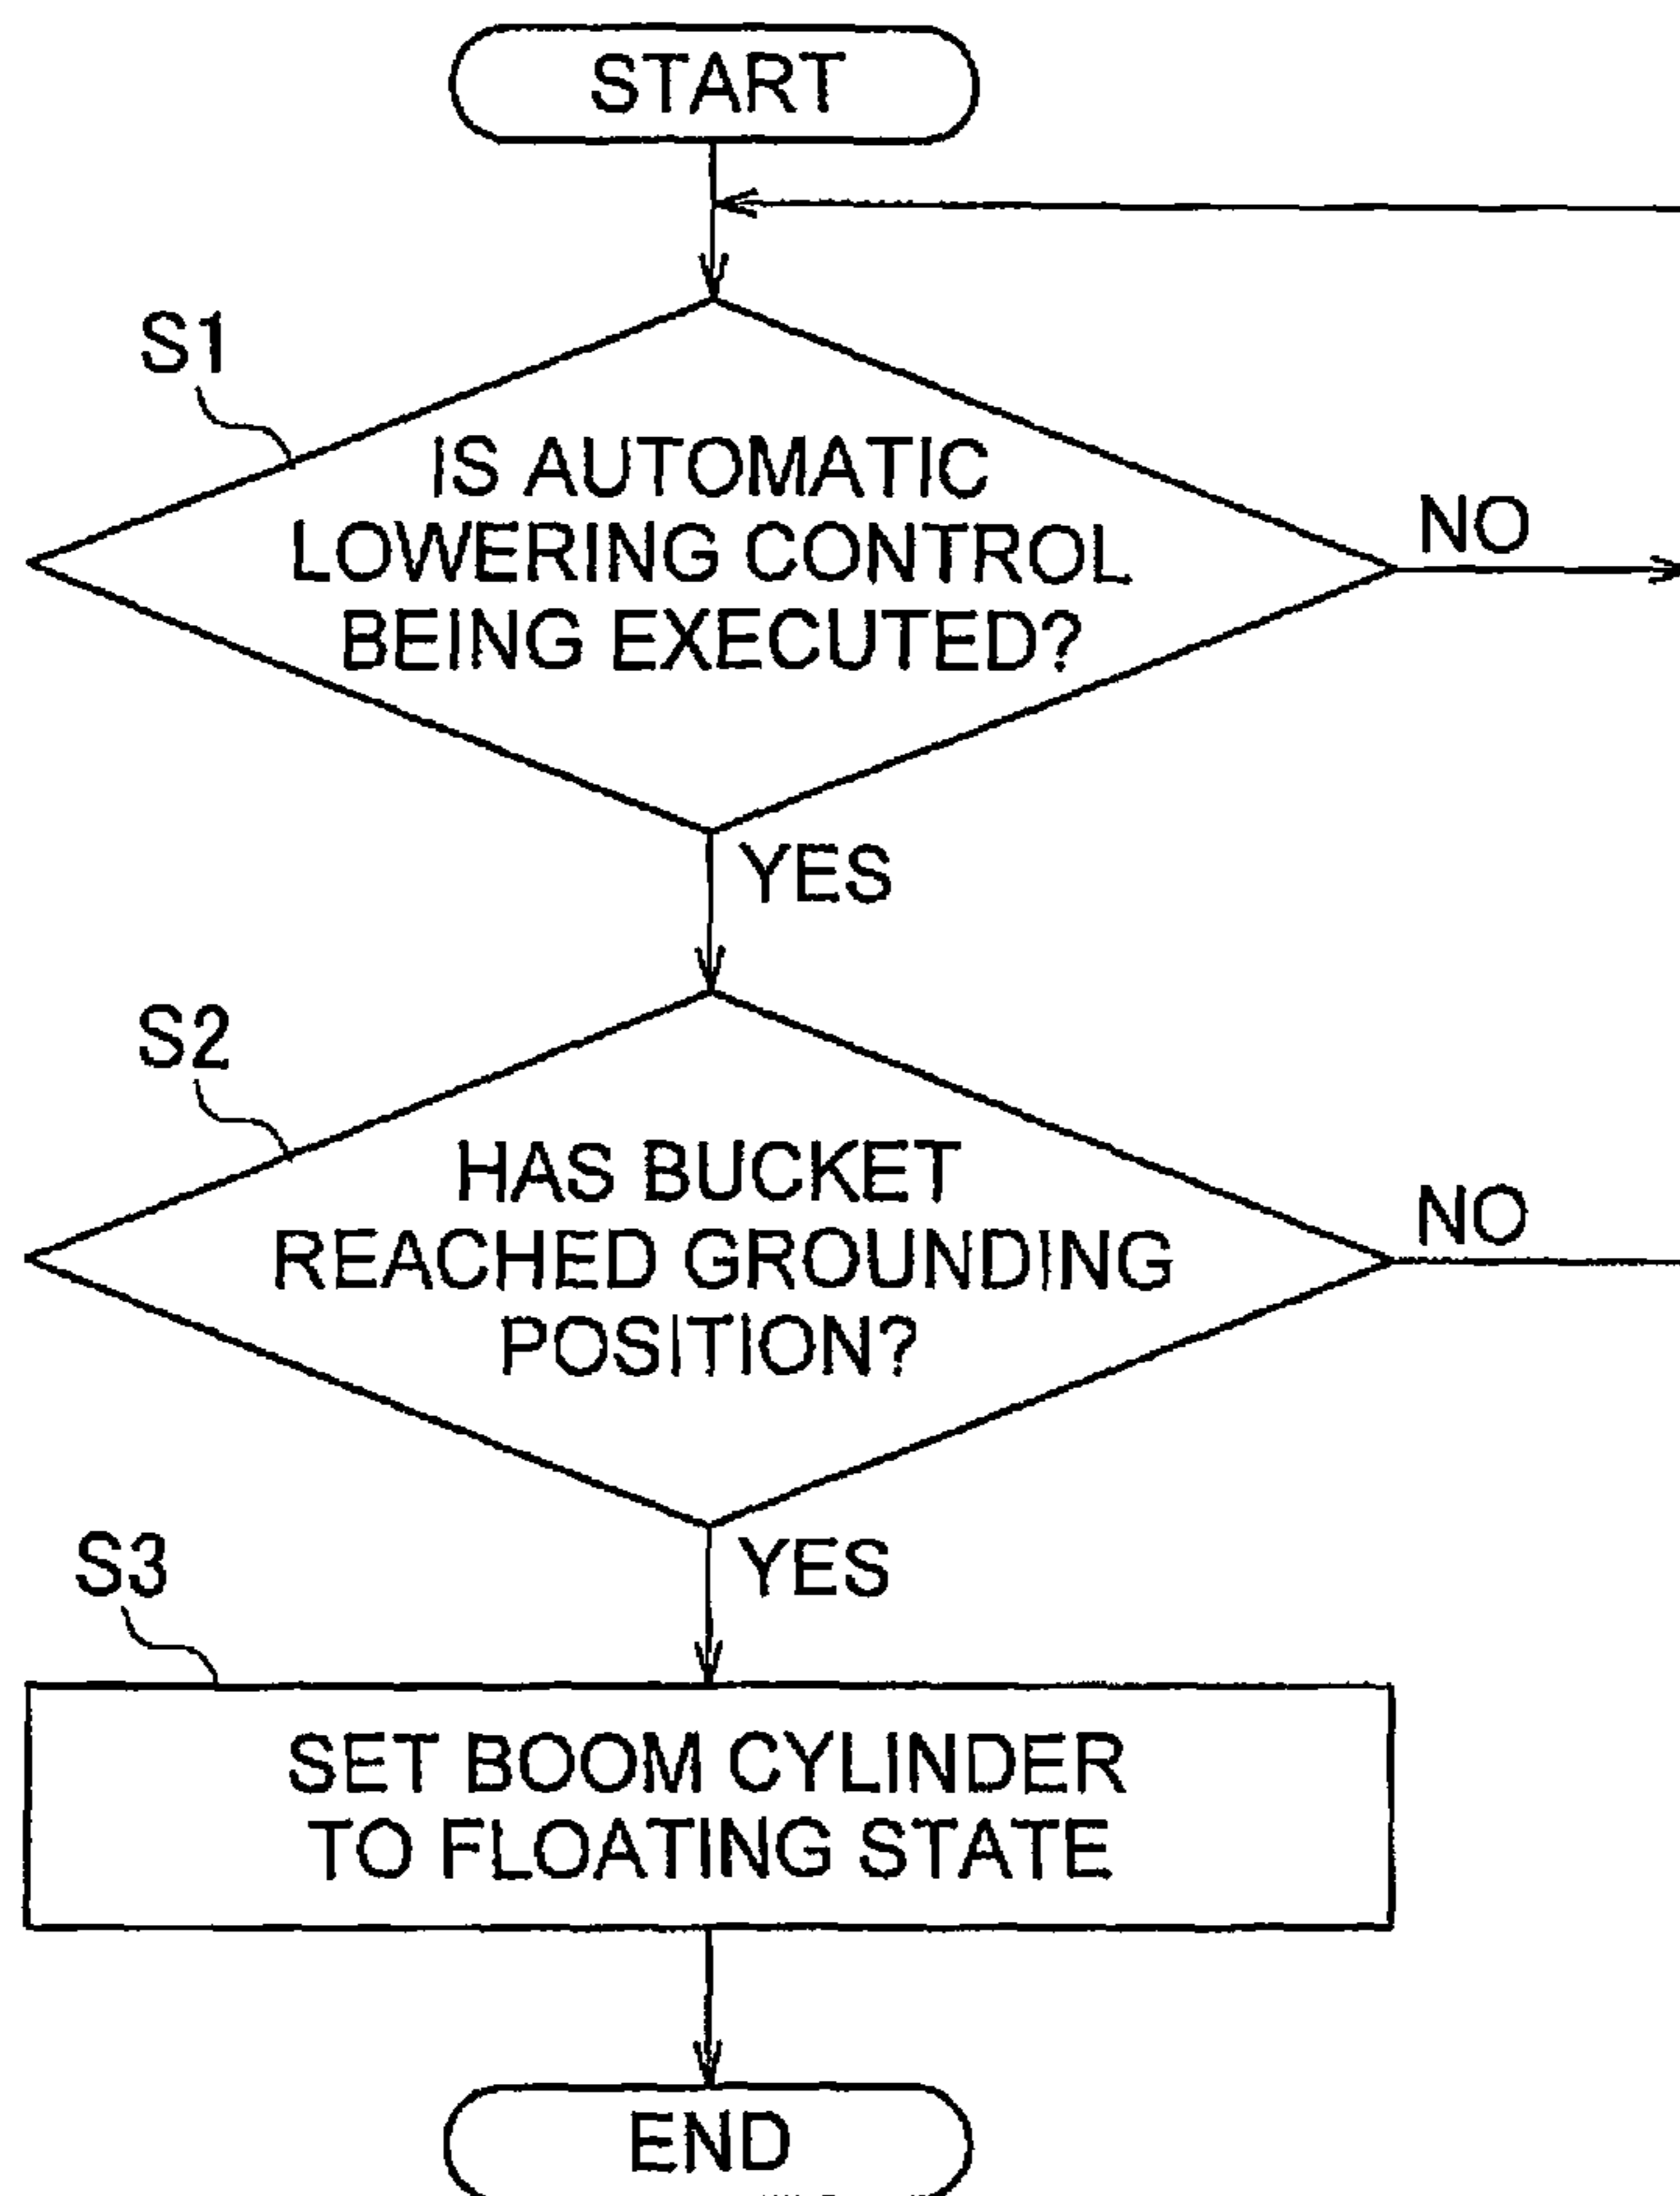 START
S1
IS AUTOMATIC
LOWERING CONTROL
BEING EXECUTED?
NO
YES
S2
HAS BUCKET
REACHED GROUNDING
POSITION?
NO
YES
S3
SET BOOM CYLINDER
TO FLOATING STATE
END